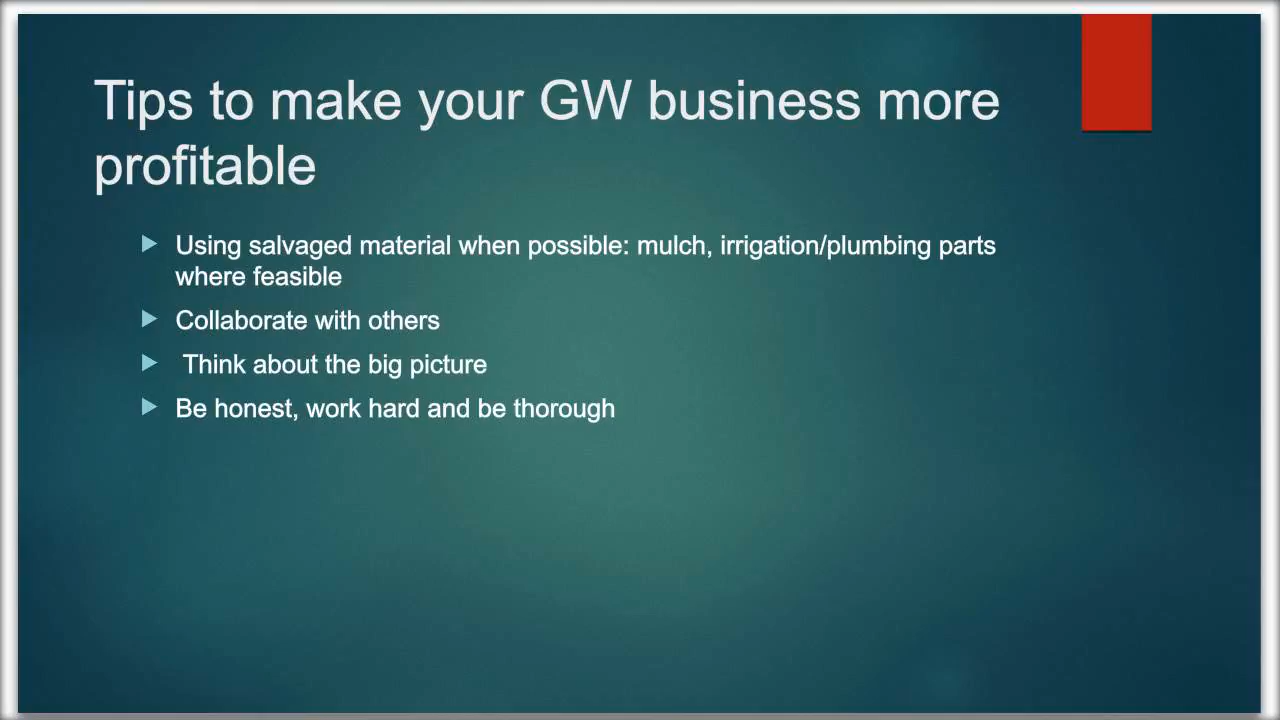 Tips to make your GW business more
profitable
Using salvaged material when possible: mulch, irrigation/plumbing parts
where feasible
Collaborate with others
Think about the big picture
Be honest, work hard and be thorough